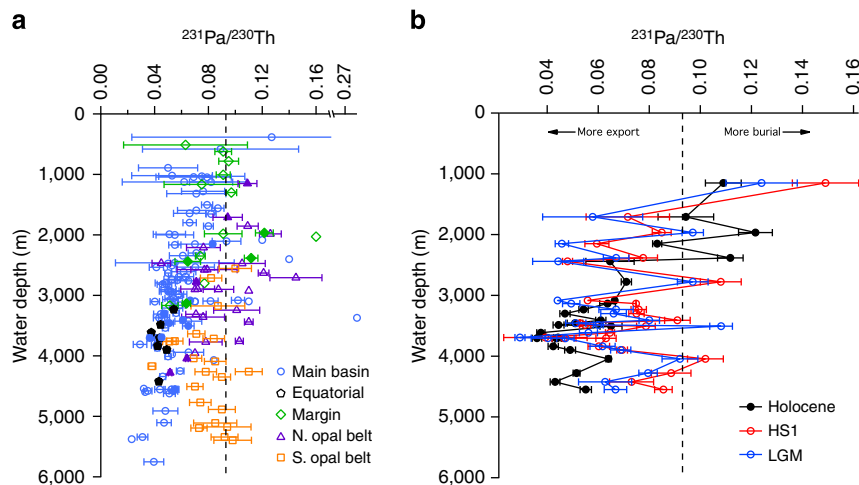 a
²³¹Pa/²³⁰Th
0.00
0.04
0.08
0.12
0.16
0.27
0
1,000
2,000
3,000
4,000
5,000
6,000
Water depth (m)
Main basin
Equatorial
Margin
N. opal belt
S. opal belt
b
²³¹Pa/²³⁰Th
0.04
0.06
0.08
0.10
0.12
0.14
0.16
0
1,000
2,000
3,000
4,000
5,000
6,000
Water depth (m)
More export
More burial
Holocene
HS1
LGM